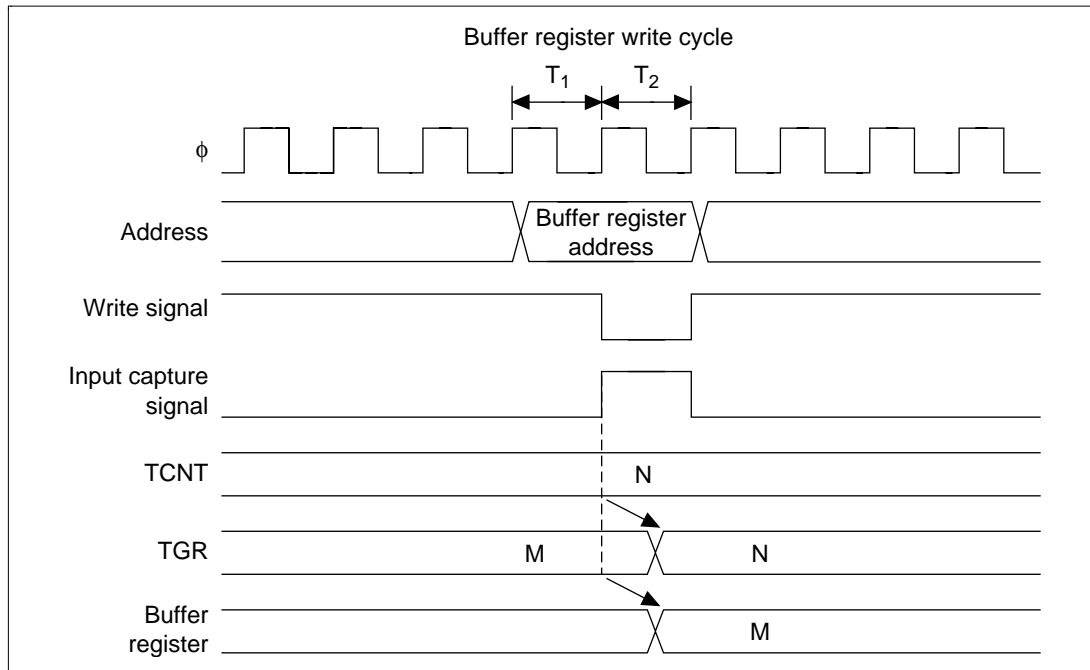 Buffer register write cycle
T1 T2
ϕ
Address
Buffer register
address
Write signal
Input capture
signal
TCNT
N
TGR
M
N
Buffer
register
M